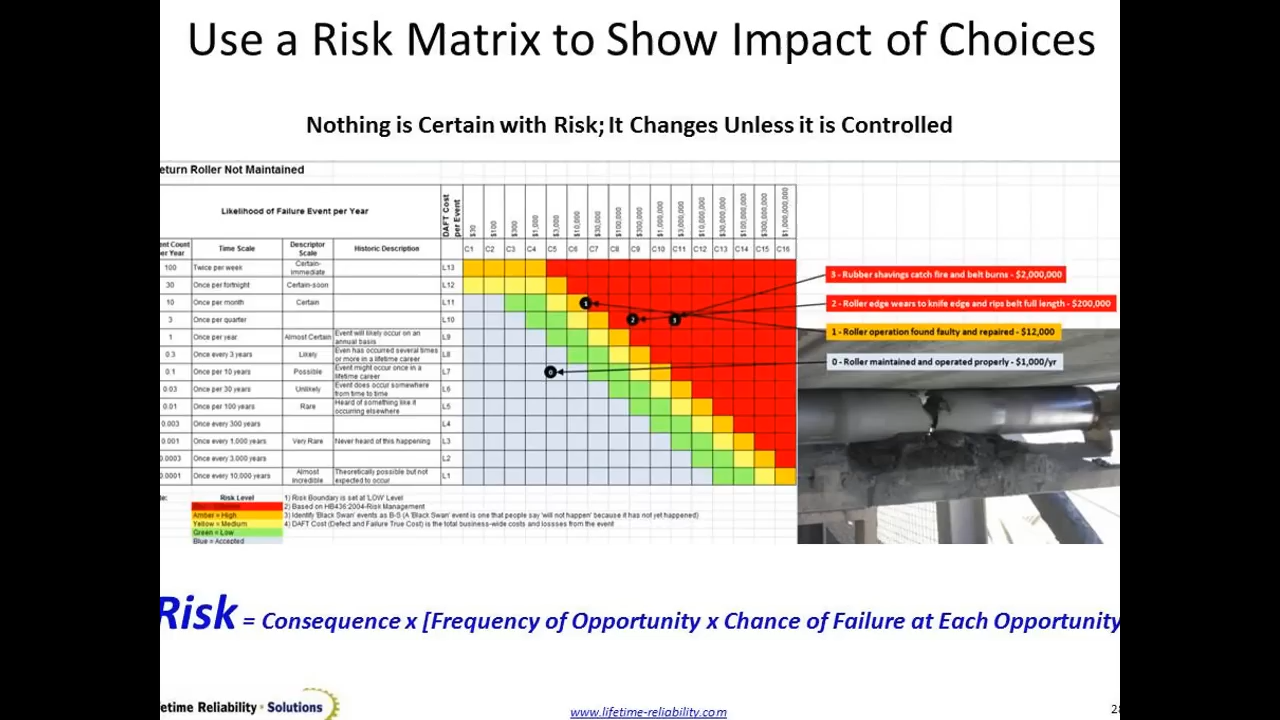 Use a Risk Matrix to Show Impact of Choices
Nothing is Certain with Risk; It Changes Unless it is Controlled
eturn Roller Not Maintained
Likelihood of Failure Event per Year
DAFT Cost per Event
$30 $100 $300 $1,000 $3,000 $10,000 $30,000 $100,000 $300,000 $1,000,000 $3,000,000 $10,000,000 $30,000,000 $100,000,000 $300,000,000 $1,000,000,000
ent Count per Year Time Scale Descriptor Scale Historic Description C1 C2 C3 C4 C5 C6 C7 C8 C9 C10 C11 C12 C13 C14 C15 C16
100 Twice per week Certain-immediate L13
30 Once per fortnight Certain-soon L12
10 Once per month Certain L11
3 Once per quarter L10
1 Once per year Almost Certain Event will likely occur on an annual basis L9
0.3 Once every 3 years Likely Even has occurred several times or more in a lifetime career L8
0.1 Once per 10 years Possible Event might occur once in a lifetime career L7
0.03 Once per 30 years Unlikely Event does occur somewhere from time to time L6
0.01 Once per 100 years Rare Heard of something like it occurring elsewhere L5
0.003 Once every 300 years L4
0.001 Once every 1,000 years Very Rare Never heard of this happening L3
0.0003 Once every 3,000 years L2
0.0001 Once every 10,000 years Almost Incredible Theoretically possible but not expected to occur L1
1
2
3
0
3 - Rubber shavings catch fire and belt burns - $2,000,000
2 - Roller edge wears to knife edge and rips belt full length - $200,000
1 - Roller operation found faulty and repaired - $12,000
0 - Roller maintained and operated properly - $1,000/yr
Risk Level
Amber = High
Yellow = Medium
Green = Low
Blue = Accepted
1) Risk Boundary is set at 'LOW' Level
2) Based on HB436:2004-Risk Management
3) Identify 'Black Swan' events as B-S (A 'Black Swan' event is one that people say 'will not happen' because it has not yet happened)
4) DAFT Cost (Defect and Failure True Cost) is the total business-wide costs and lossses from the event
Risk = Consequence x [Frequency of Opportunity x Chance of Failure at Each Opportunity
etime Reliability Solutions
www.lifetime-reliability.com